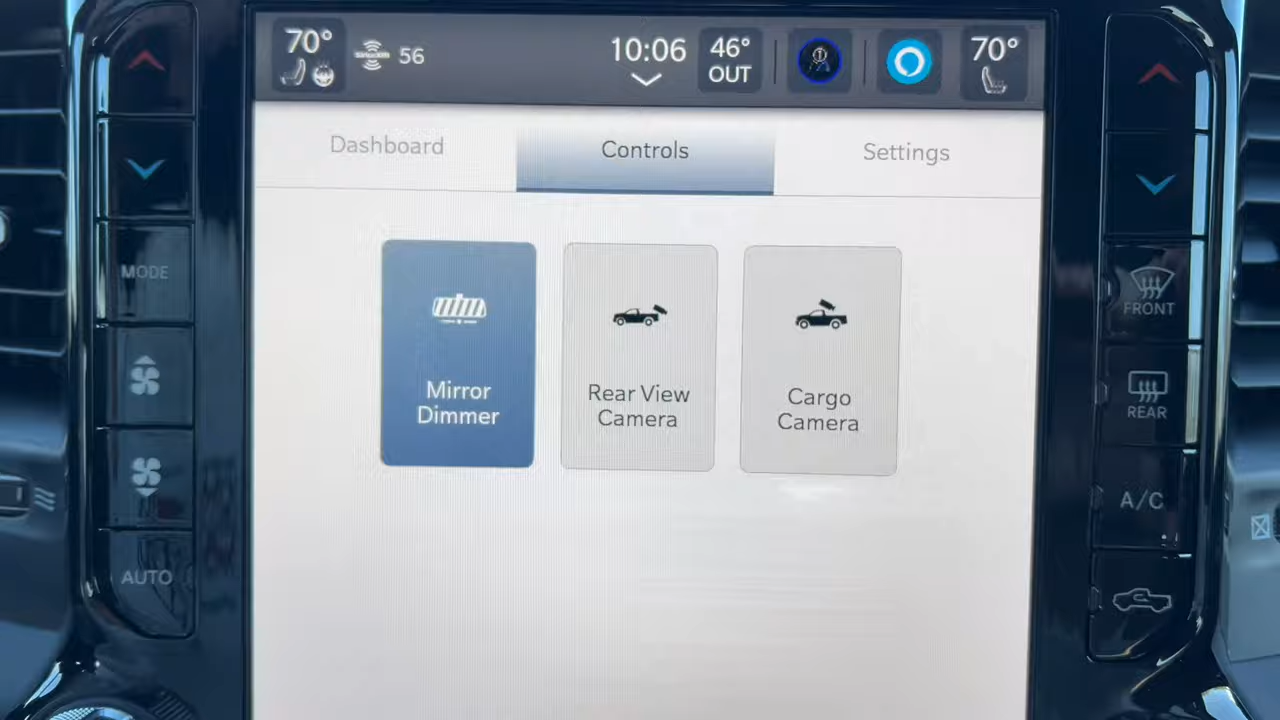 70°
56
10:06
46°
OUT
70°
Dashboard
Controls
Settings
Mirror
Dimmer
Rear View
Camera
Cargo
Camera
MODE
AUTO
FRONT
REAR
A/C